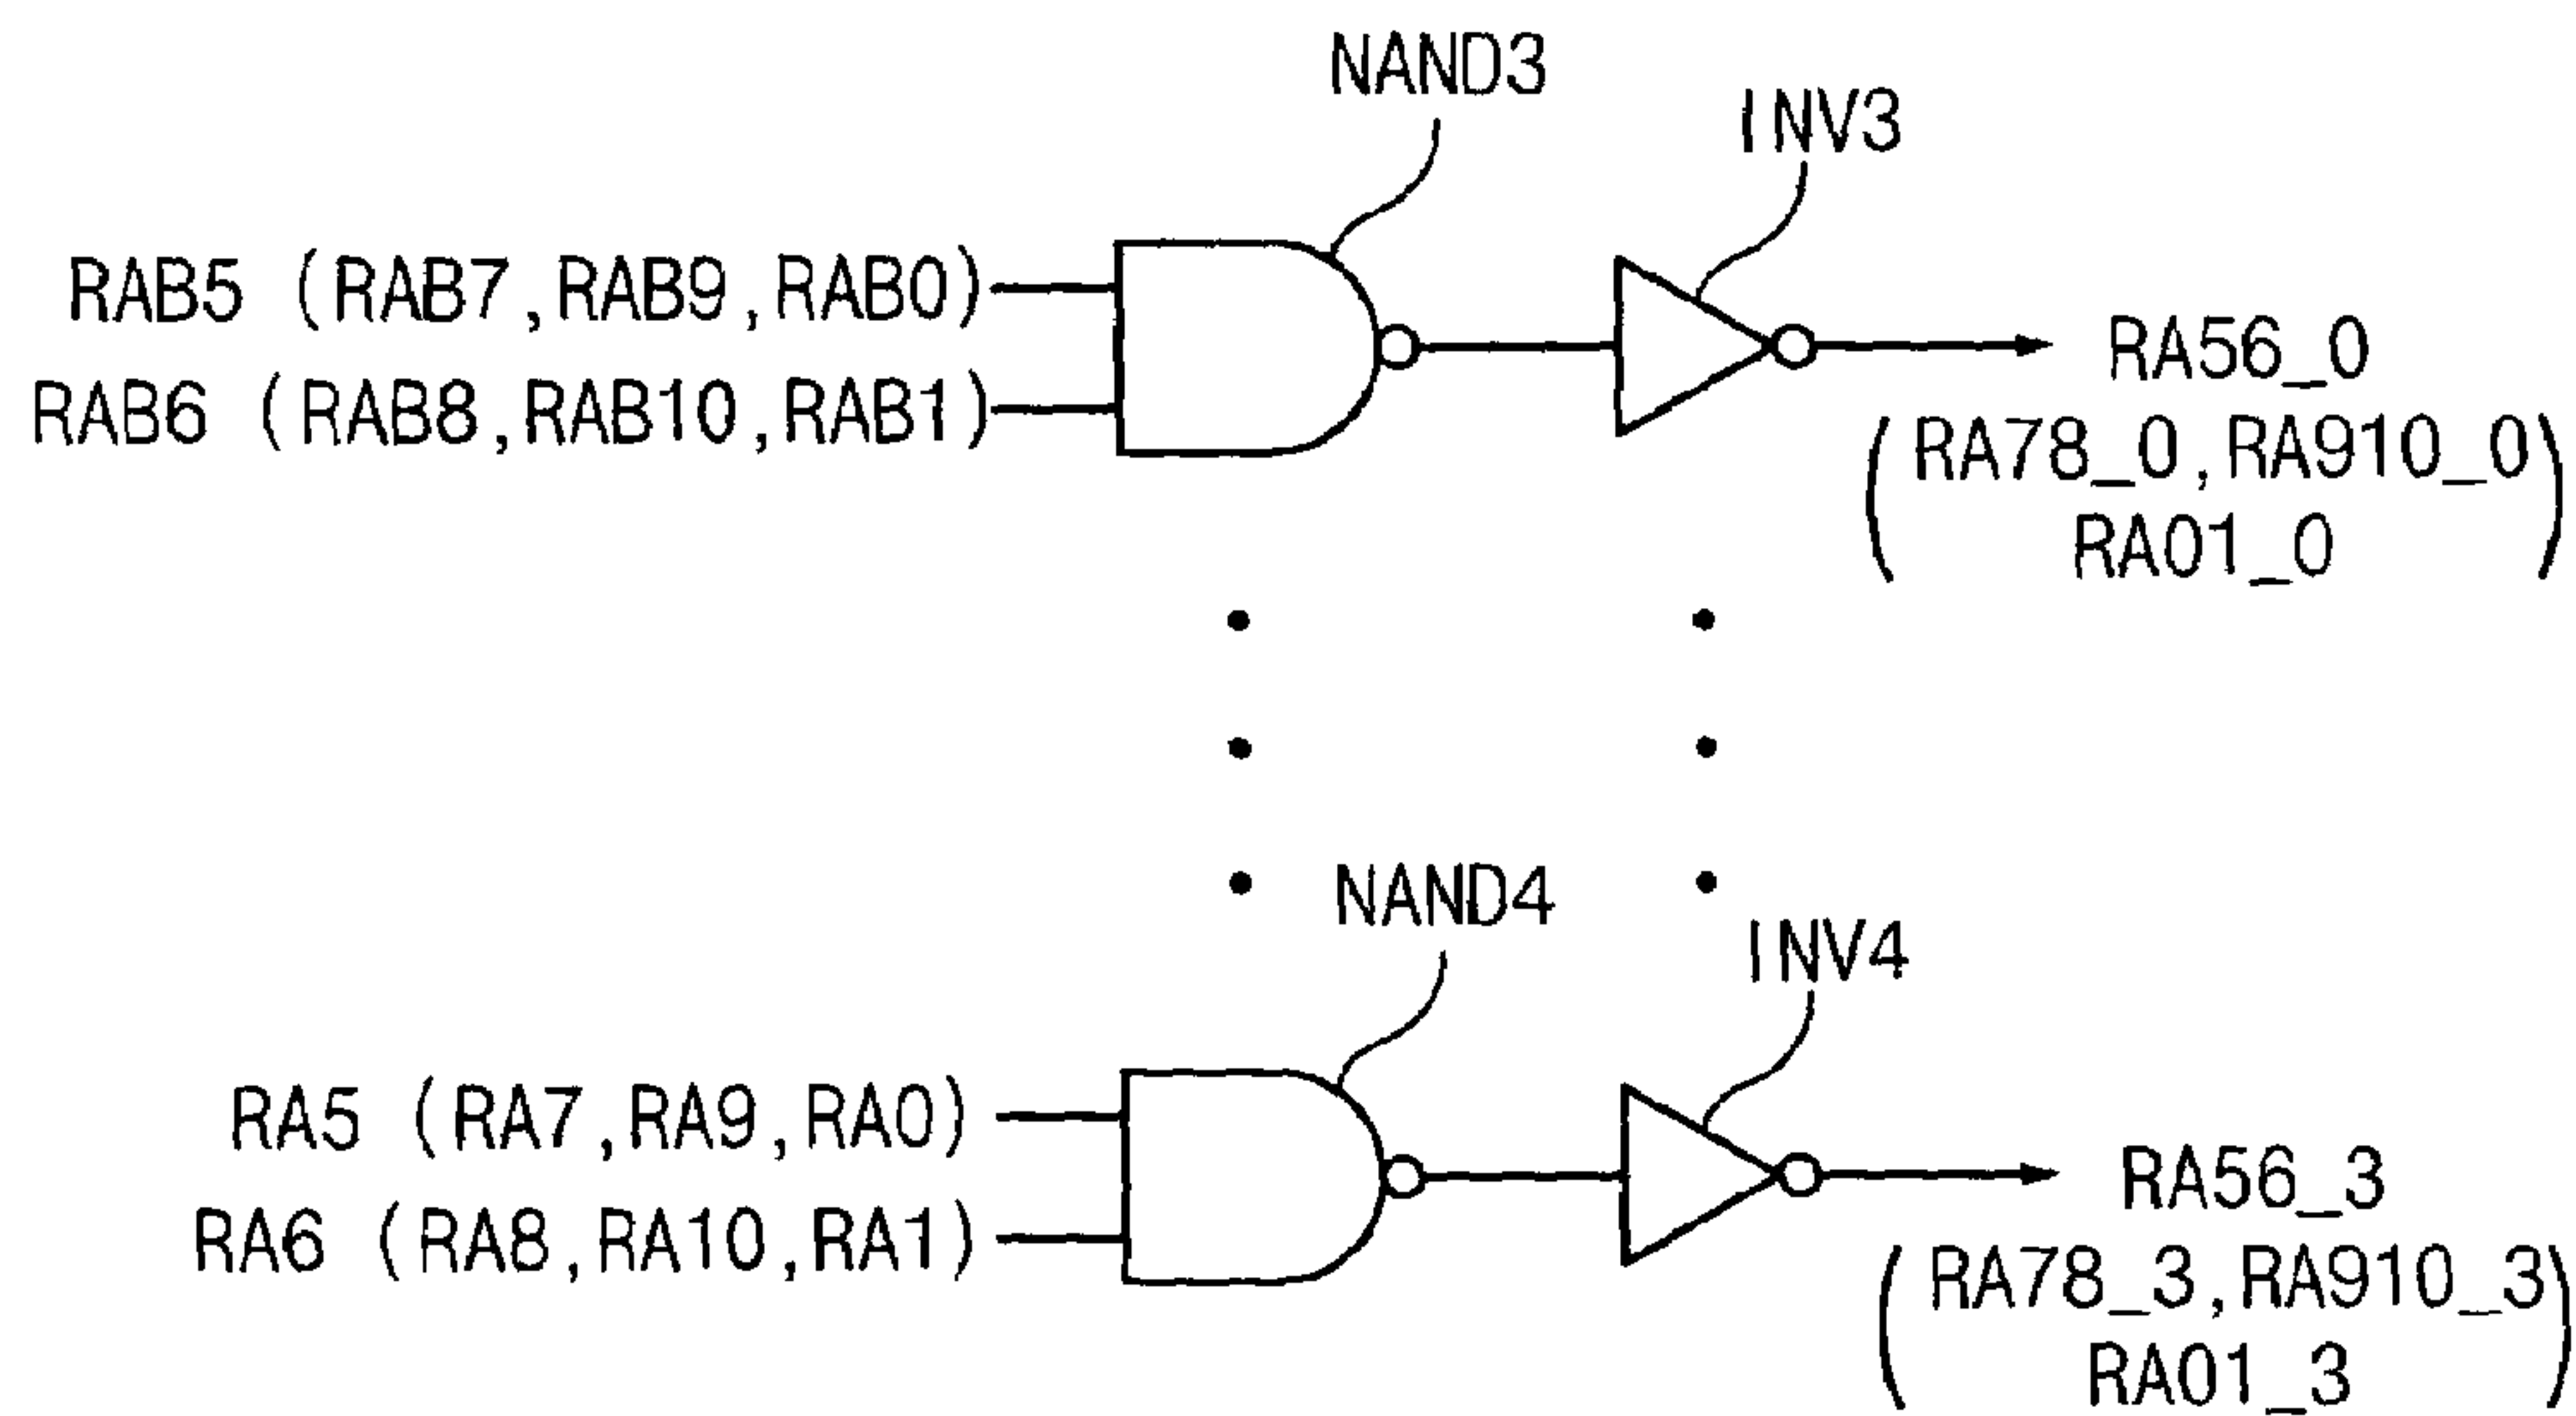 NAND3
INV3
RAB5 (RAB7,RAB9,RAB0)
RAB6 (RAB8,RAB10,RAB1)
RA56_0
(RA78_0,RA910_0
RA01_0)
NAND4
INV4
RA5 (RA7,RA9,RA0)
RA6 (RA8,RA10,RA1)
RA56_3
(RA78_3,RA910_3
RA01_3)